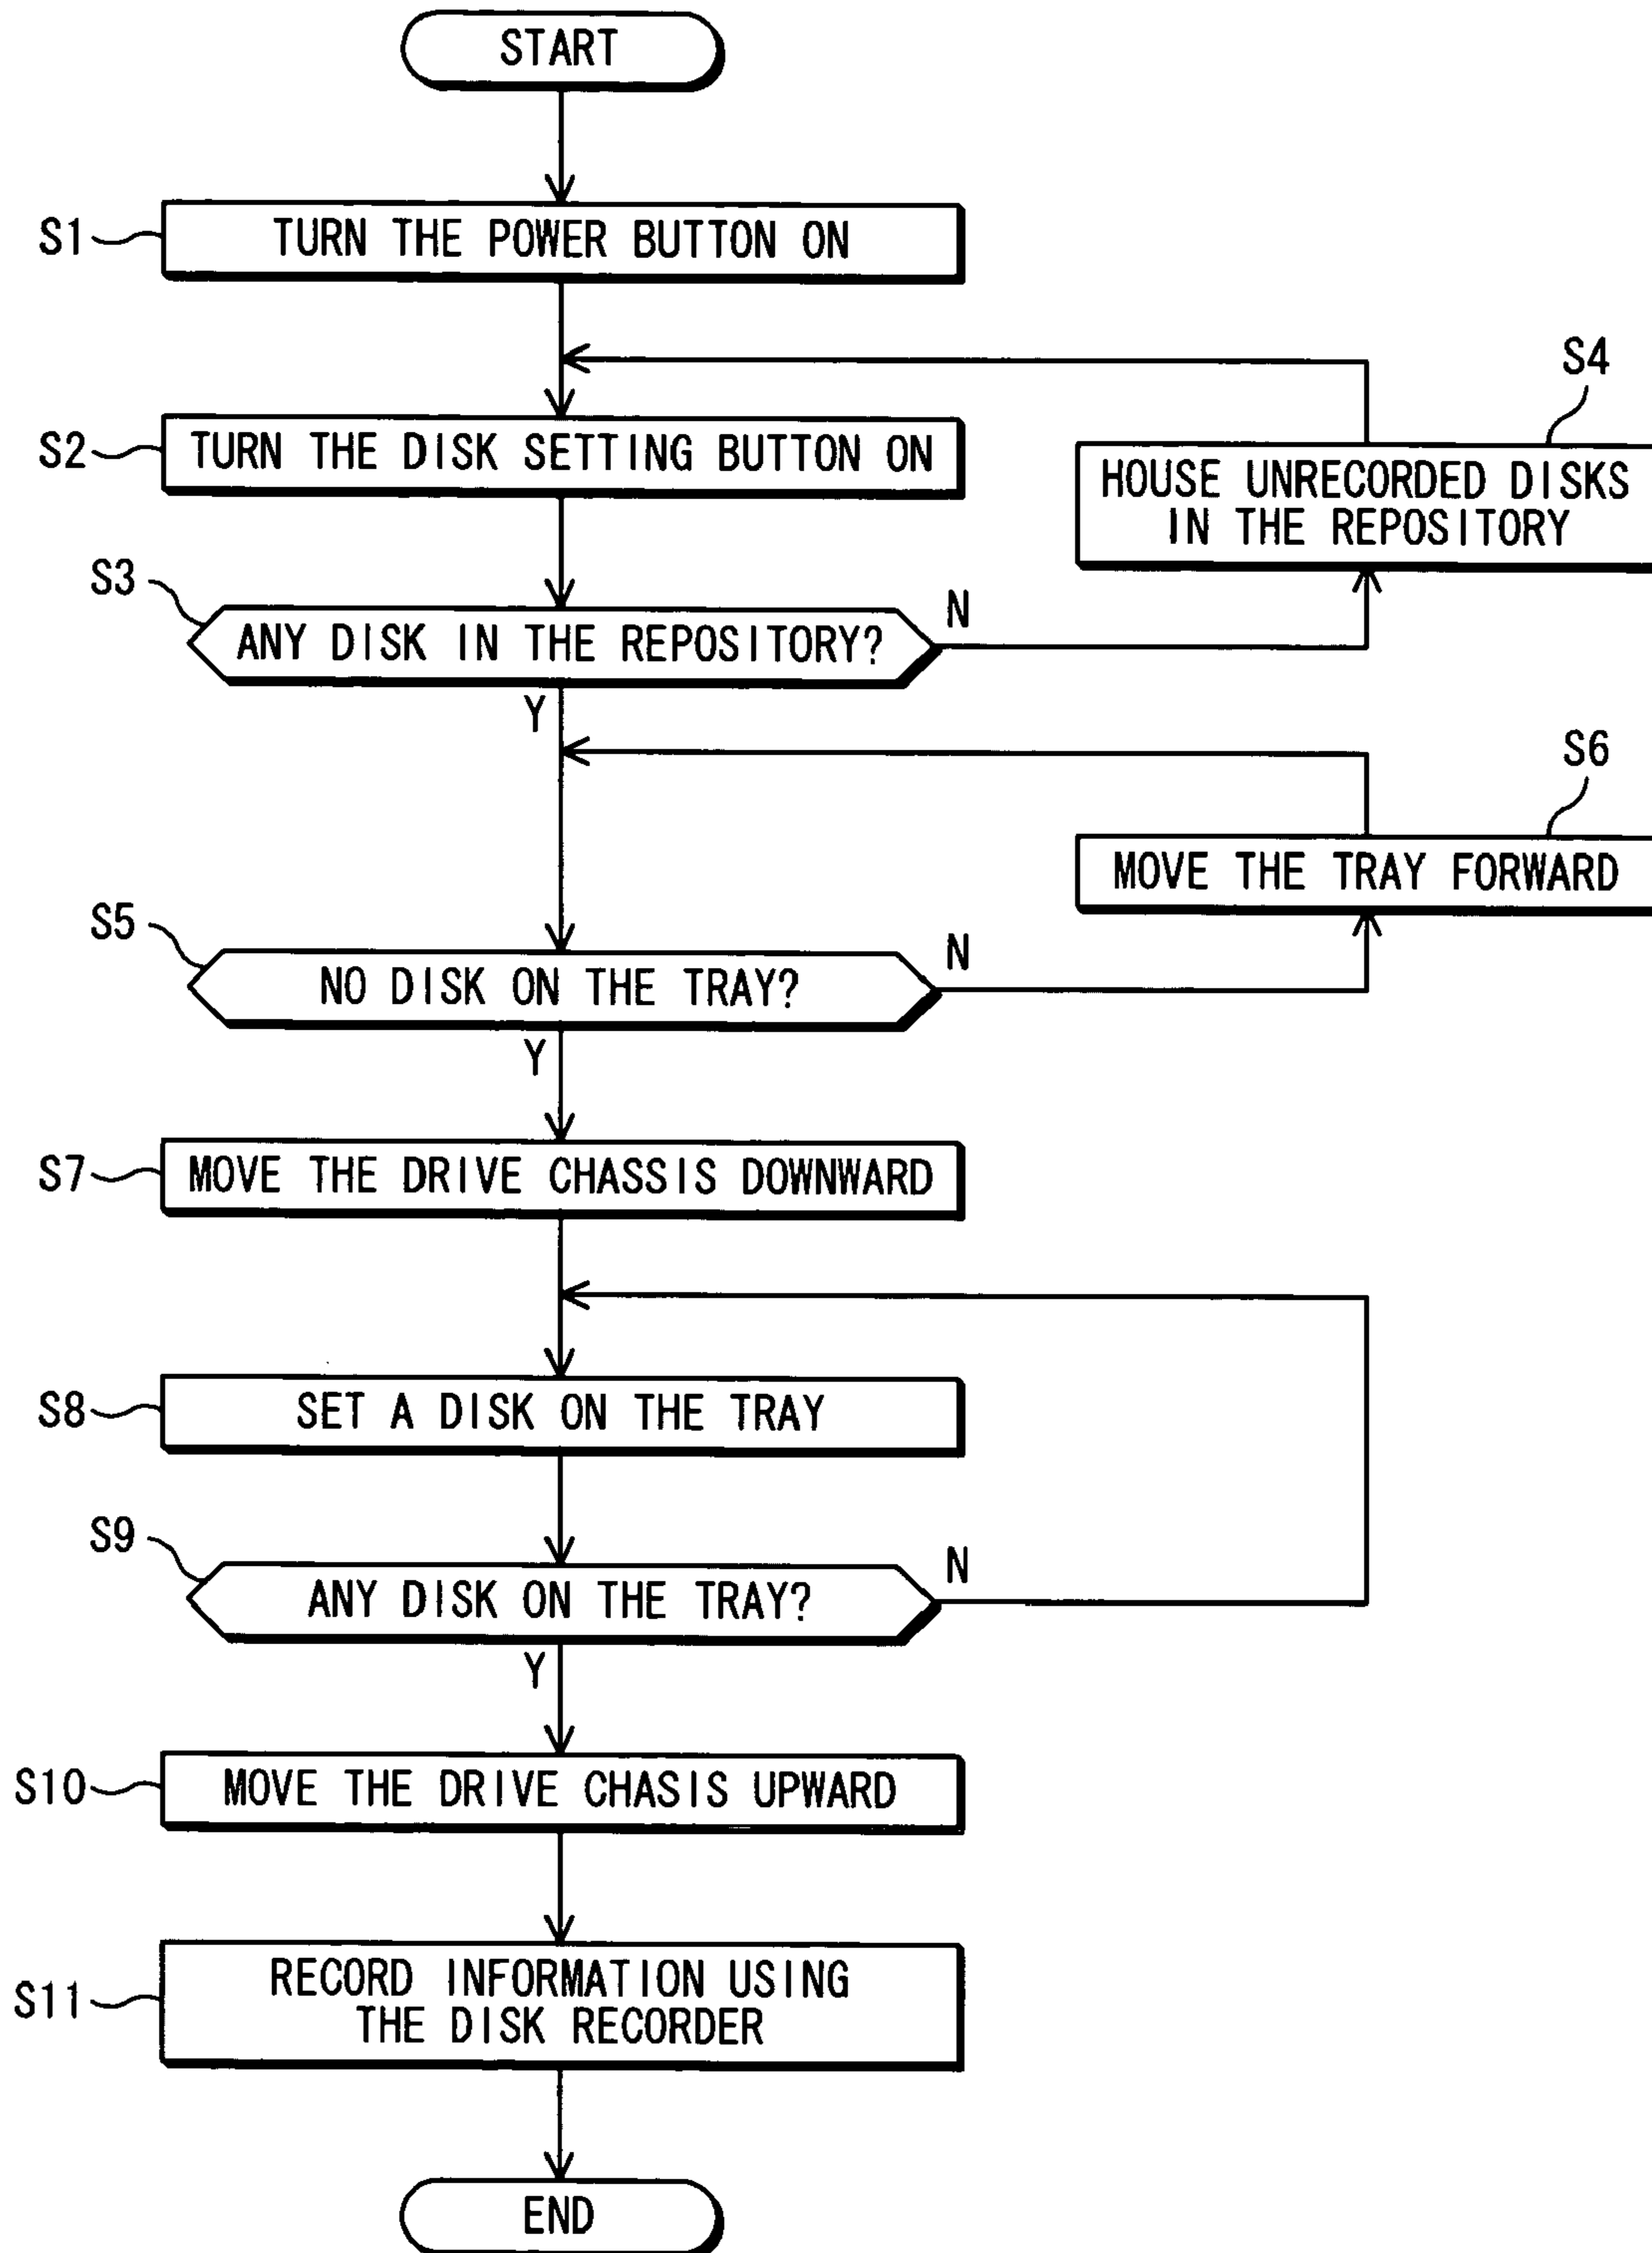 START
S1
TURN THE POWER BUTTON ON
S2
TURN THE DISK SETTING BUTTON ON
S4
HOUSE UNRECORDED DISKS
IN THE REPOSITORY
S3
ANY DISK IN THE REPOSITORY?
N
Y
S6
MOVE THE TRAY FORWARD
S5
NO DISK ON THE TRAY?
N
Y
S7
MOVE THE DRIVE CHASSIS DOWNWARD
S8
SET A DISK ON THE TRAY
S9
ANY DISK ON THE TRAY?
N
Y
S10
MOVE THE DRIVE CHASIS UPWARD
S11
RECORD INFORMATION USING
THE DISK RECORDER
END